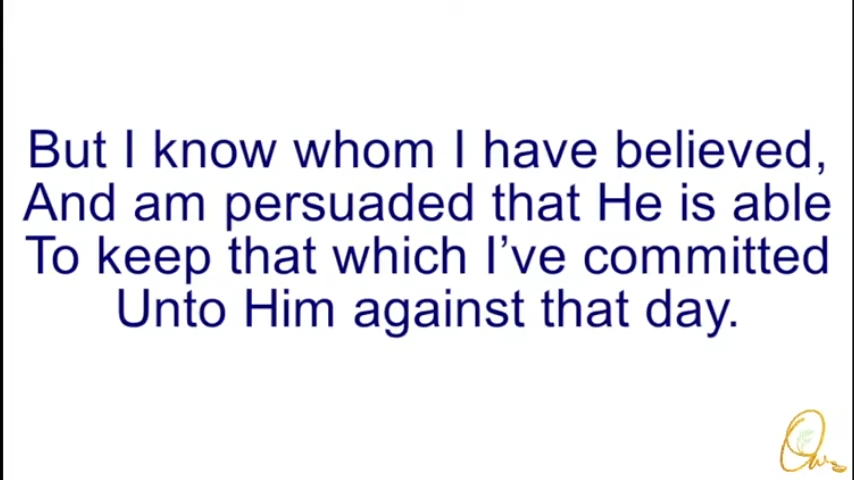 But I know whom I have believed,
And am persuaded that He is able
To keep that which I’ve committed
Unto Him against that day.